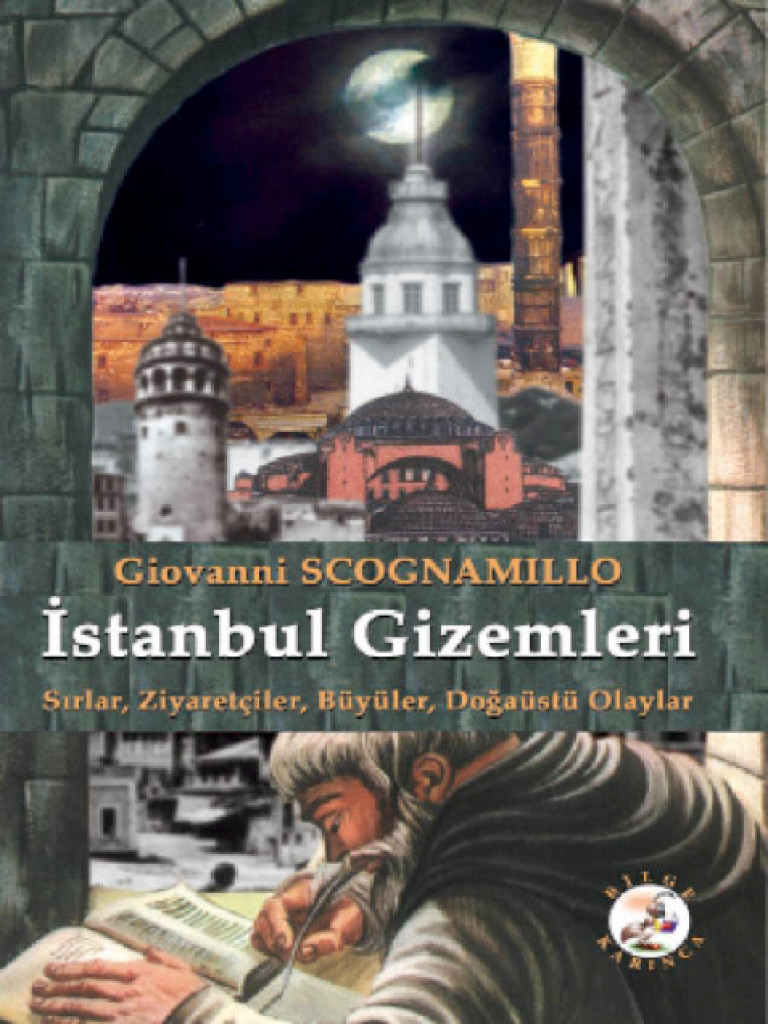 Giovanni SCOGNAMILLO
İstanbul Gizemleri
Sırlar, Ziyaretçiler, Büyüler, Doğaüstü Olaylar
BİLGE
KARINCA